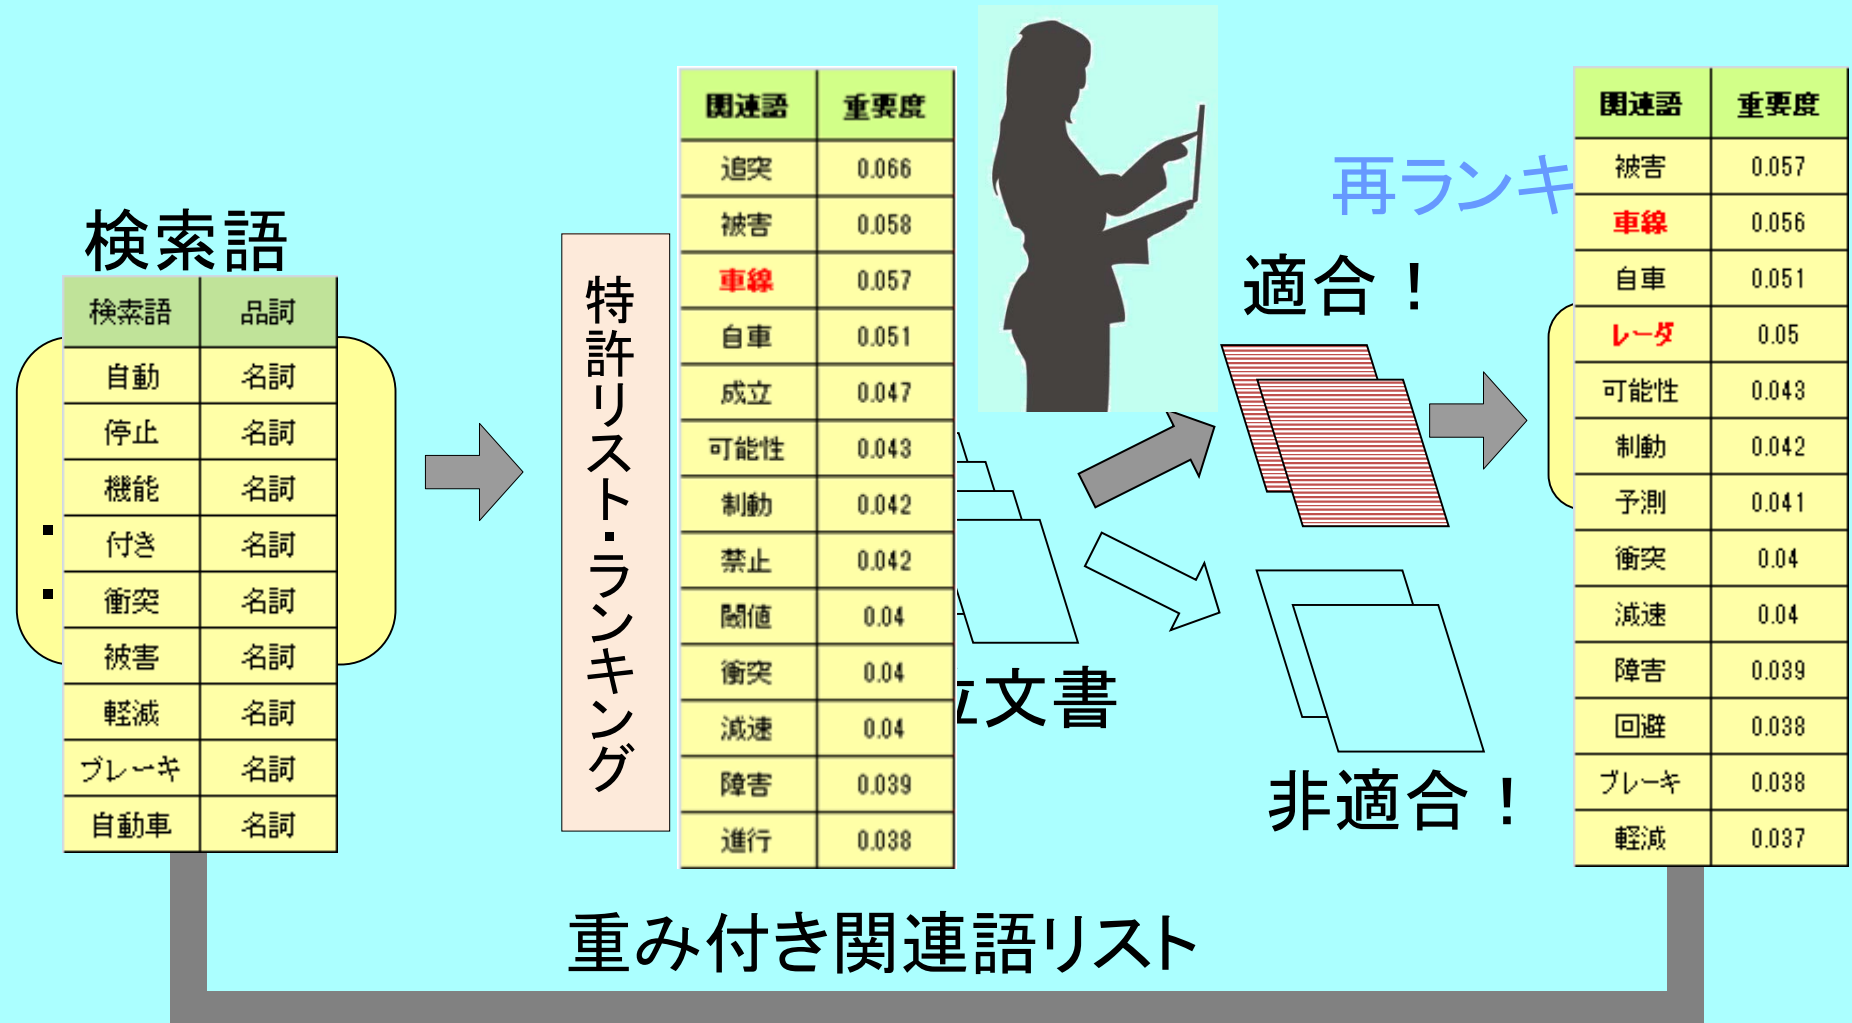 検索語
検索語 品詞
自動 名詞
停止 名詞
機能 名詞
付き 名詞
衝突 名詞
被害 名詞
軽減 名詞
ブレーキ 名詞
自動車 名詞
特許リスト・ランキング
関連語 重要度
追突 0.066
被害 0.058
車線 0.057
自車 0.051
成立 0.047
可能性 0.043
制動 0.042
禁止 0.042
閾値 0.04
衝突 0.04
減速 0.04
障害 0.039
進行 0.038
文書
適合！
非適合！
再ランキ
関連語 重要度
被害 0.057
車線 0.056
自車 0.051
レーダ 0.05
可能性 0.043
制動 0.042
予測 0.041
衝突 0.04
減速 0.04
障害 0.039
回避 0.038
ブレーキ 0.038
軽減 0.037
重み付き関連語リスト